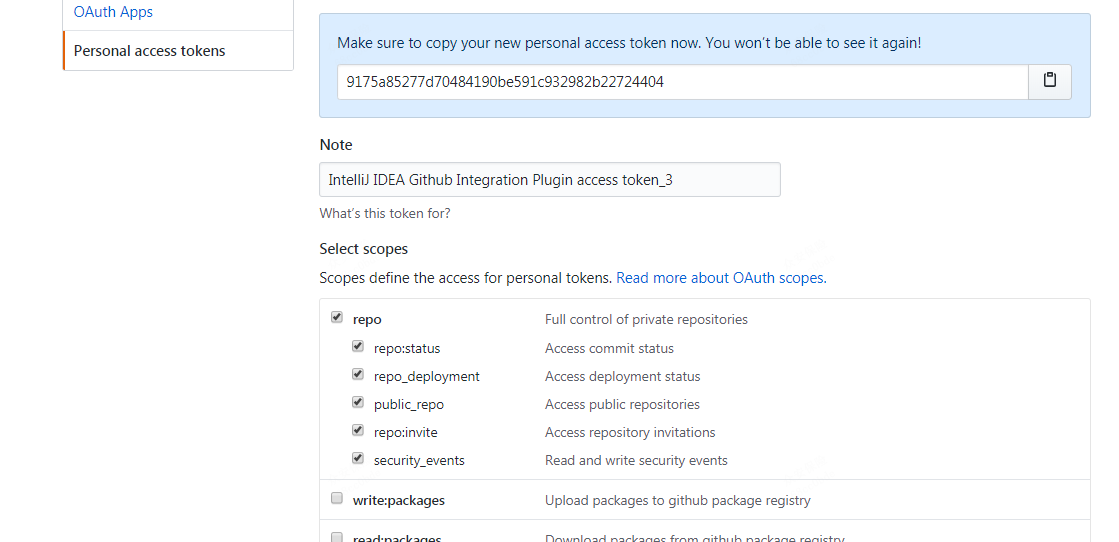 OAuth Apps
Personal access tokens
Make sure to copy your new personal access token now. You won't be able to see it again!
9175a85277d70484190be591c932982b22724404
Note
IntelliJ IDEA Github Integration Plugin access token_3
What's this token for?
Select scopes
Scopes define the access for personal tokens. Read more about OAuth scopes.
repo Full control of private repositories
repo:status Access commit status
repo_deployment Access deployment status
public_repo Access public repositories
repo:invite Access repository invitations
security_events Read and write security events
write:packages Upload packages to github package registry
read:packages Download packages from github package registry